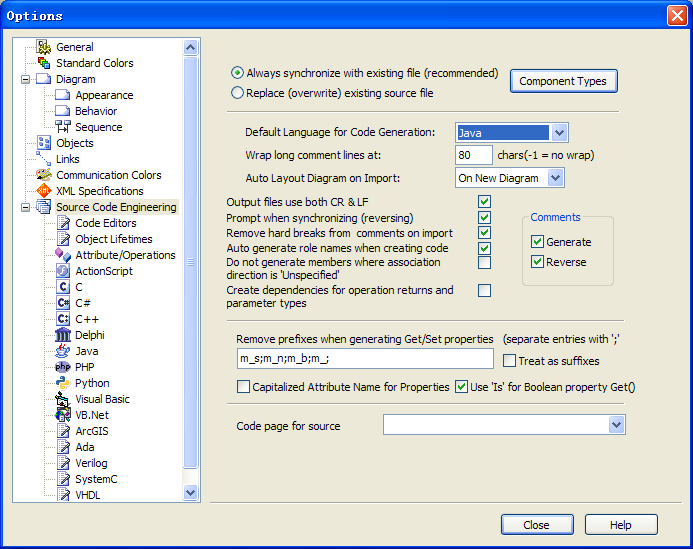 Options
General
Standard Colors
Diagram
Appearance
Behavior
Sequence
Objects
Links
Communication Colors
XML Specifications
Source Code Engineering
Code Editors
Object Lifetimes
Attribute/Operations
ActionScript
C
C#
C++
Delphi
Java
PHP
Python
Visual Basic
VB.Net
ArcGIS
Ada
Verilog
SystemC
VHDL
Always synchronize with existing file (recommended)
Replace (overwrite) existing source file
Component Types
Default Language for Code Generation: Java
Wrap long comment lines at: 80 chars(-1 = no wrap)
Auto Layout Diagram on Import: On New Diagram
Output files use both CR & LF
Prompt when synchronizing (reversing)
Remove hard breaks from comments on import
Auto generate role names when creating code
Do not generate members where association
direction is 'Unspecified'
Create dependencies for operation returns and
parameter types
Comments
Generate
Reverse
Remove prefixes when generating Get/Set properties (separate entries with ';'
m_s;m_n;m_b;m_;
Treat as suffixes
Capitalized Attribute Name for Properties
Use 'Is' for Boolean property Get()
Code page for source
Close
Help